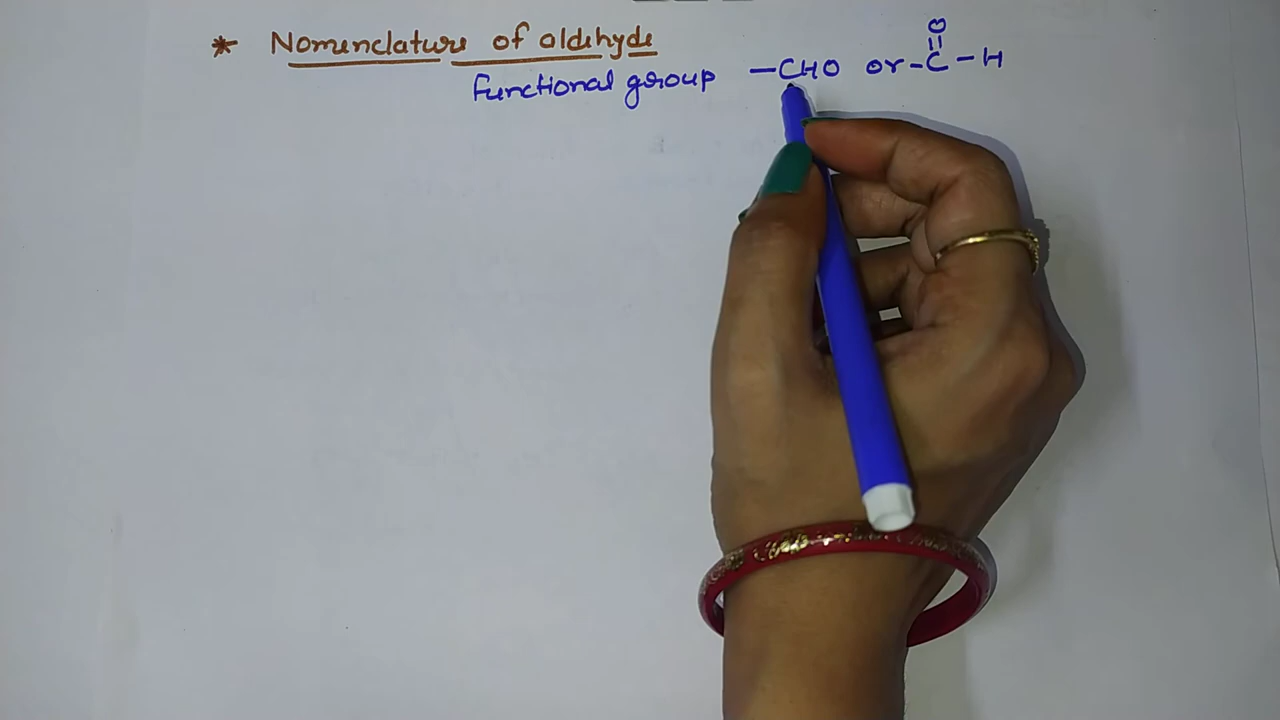 * Nomenclature of aldehyde
O
functional group -CHO or -C-H